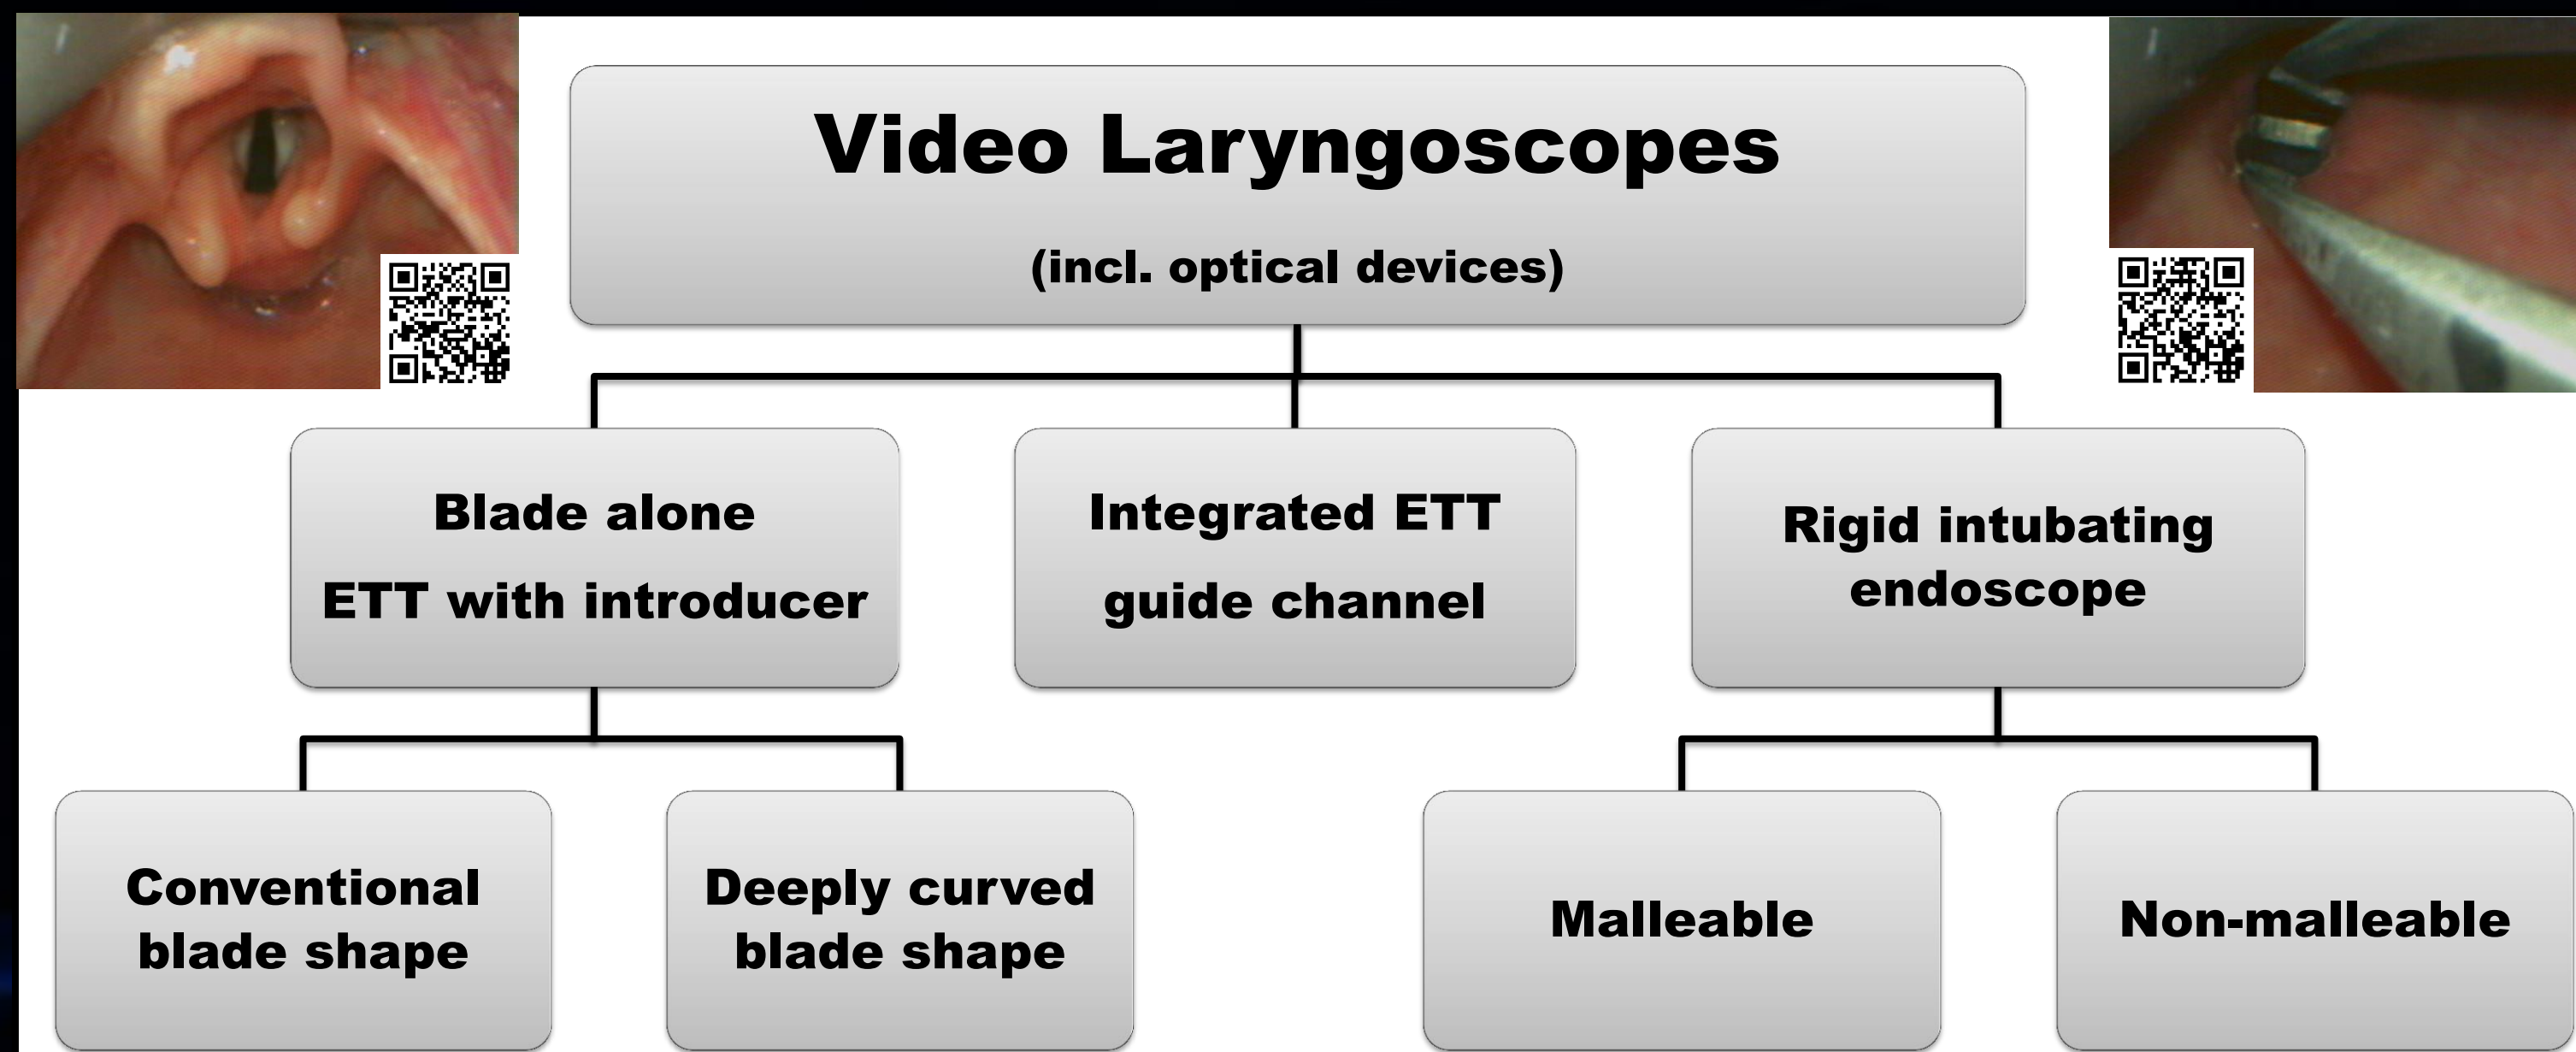 Video Laryngoscopes
(incl. optical devices)
Blade alone
ETT with introducer
Integrated ETT
guide channel
Rigid intubating
endoscope
Conventional
blade shape
Deeply curved
blade shape
Malleable
Non-malleable